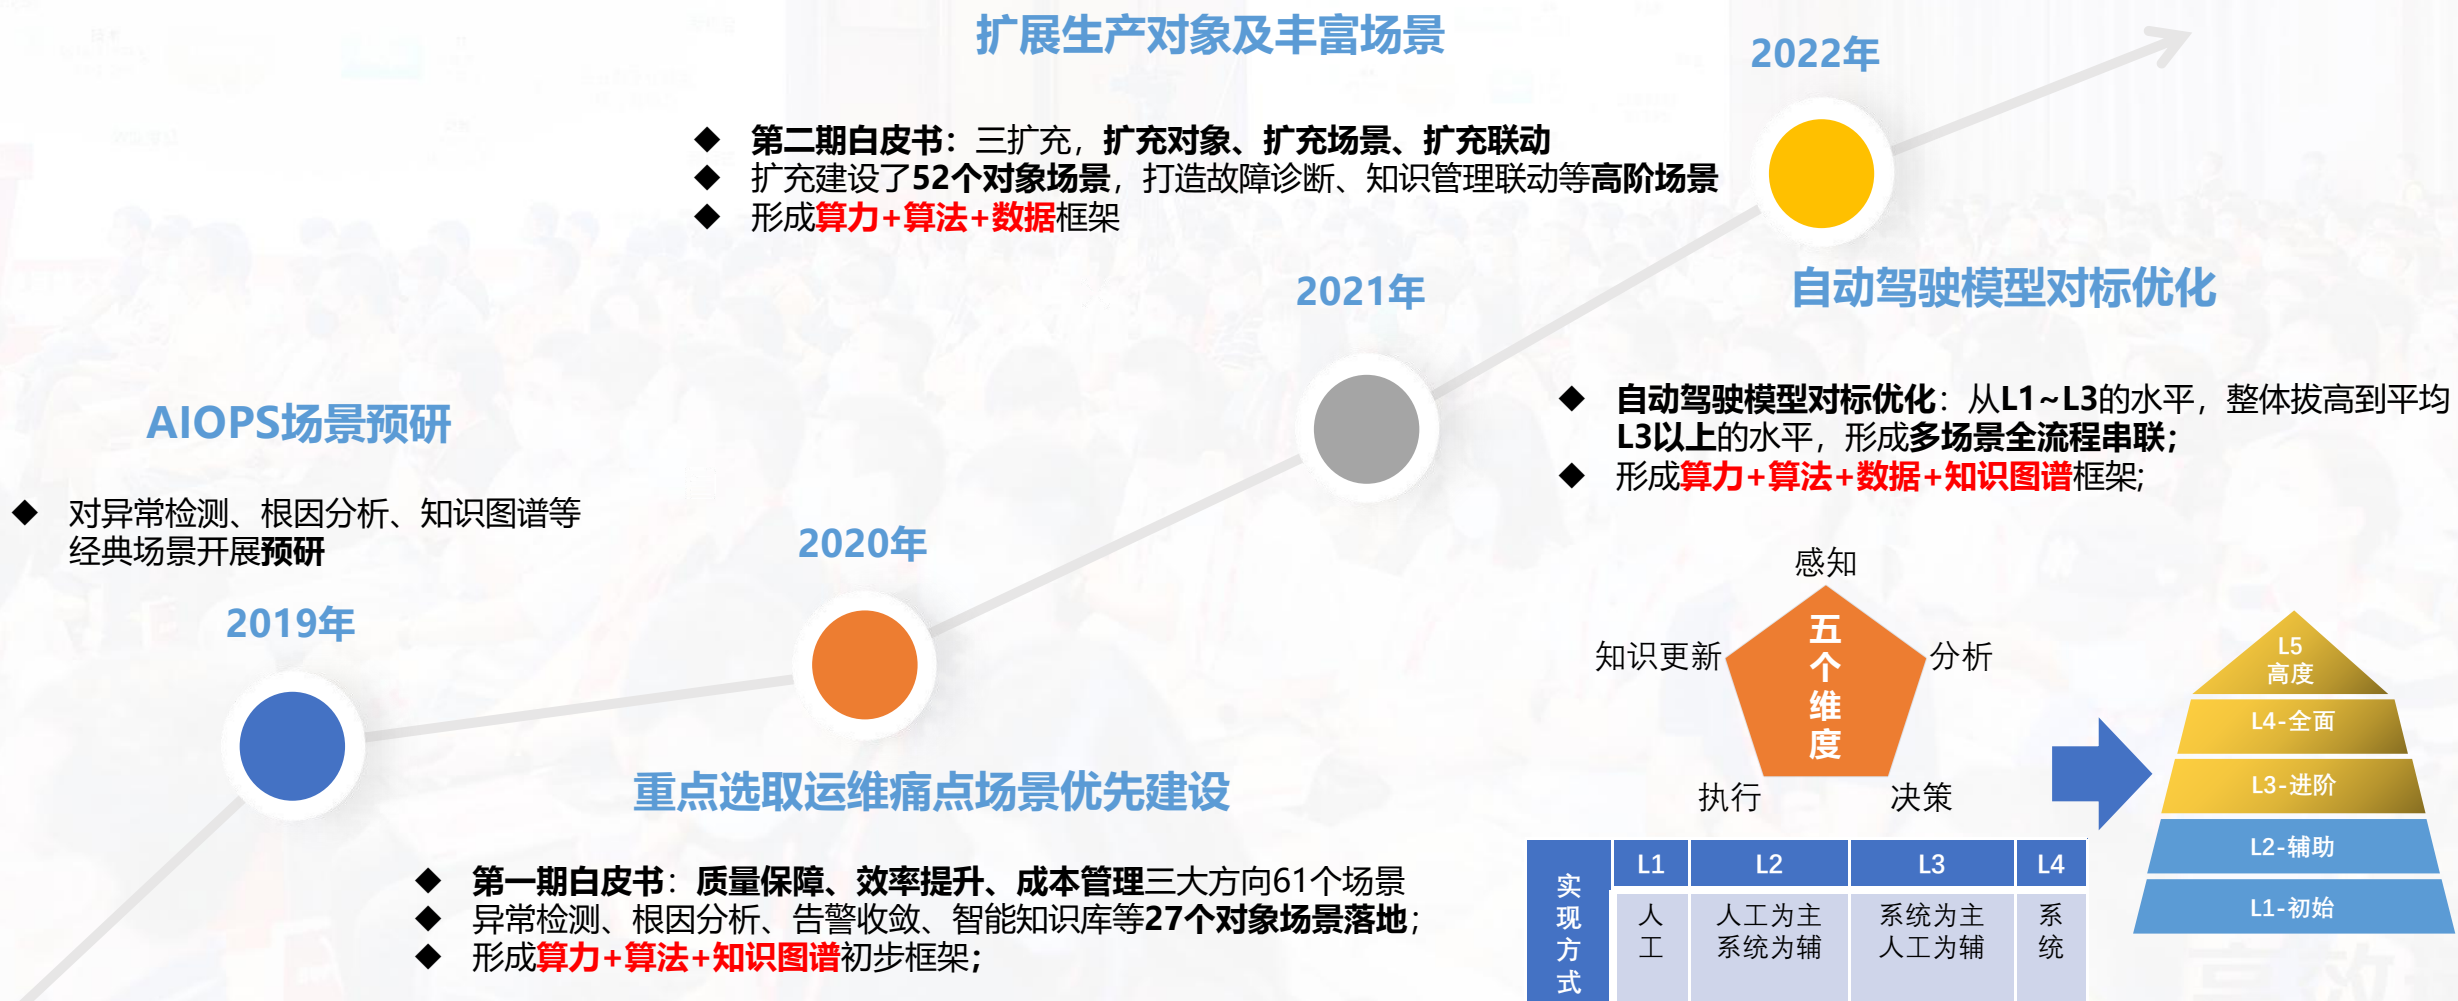 扩展生产对象及丰富场景
2022年
◆ 第二期白皮书：三扩充，扩充对象、扩充场景、扩充联动
◆ 扩充建设了52个对象场景，打造故障诊断、知识管理联动等高阶场景
◆ 形成算力+算法+数据框架
2021年
自动驾驶模型对标优化
◆ 自动驾驶模型对标优化：从L1~L3的水平，整体拔高到平均
L3以上的水平，形成多场景全流程串联；
◆ 形成算力+算法+数据+知识图谱框架;
AIOPS场景预研
◆ 对异常检测、根因分析、知识图谱等
经典场景开展预研
2019年
2020年
重点选取运维痛点场景优先建设
◆ 第一期白皮书：质量保障、效率提升、成本管理三大方向61个场景
◆ 异常检测、根因分析、告警收敛、智能知识库等27个对象场景落地；
◆ 形成算力+算法+知识图谱初步框架；
感知
知识更新
五个维度
分析
执行
决策
实现方式
L1
L2
L3
L4
人工
人工为主
系统为辅
系统为主
人工为辅
系统
L5
高度
L4-全面
L3-进阶
L2-辅助
L1-初始